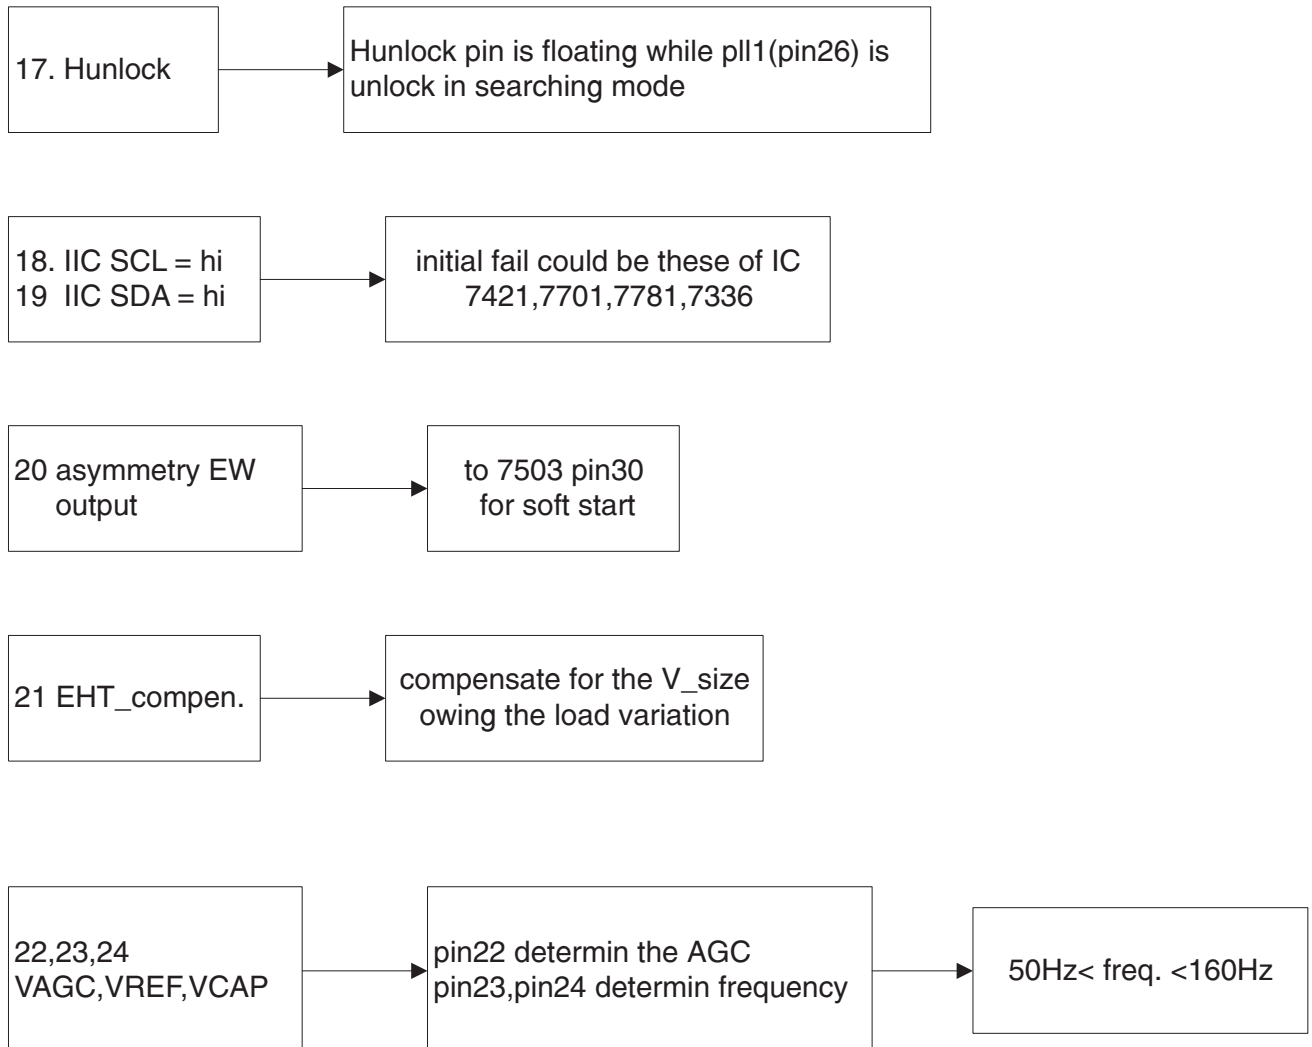 17. Hunlock
Hunlock pin is floating while pll1(pin26) is
unlock in searching mode
18. IIC SCL = hi
19 IIC SDA = hi
initial fail could be these of IC
7421,7701,7781,7336
20 asymmetry EW
output
to 7503 pin30
for soft start
21 EHT_compen.
compensate for the V_size
owing the load variation
22,23,24
VAGC,VREF,VCAP
pin22 determin the AGC
pin23,pin24 determin frequency
50Hz< freq. <160Hz